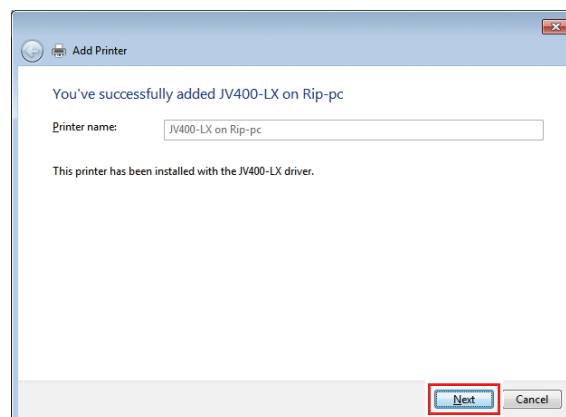 Add Printer
You've successfully added JV400-LX on Rip-pc
Printer name: JV400-LX on Rip-pc
This printer has been installed with the JV400-LX driver.
Next Cancel